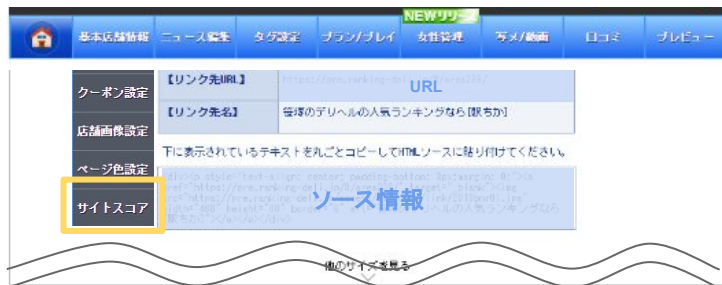 NEWリリース
基本店舗情報 ニュース編集 タグ設定 プラン/プレイ 女性管理 写メ/動画 口コミ プレビュー
クーポン設定
店舗画像設定
ページ色設定
サイトスコア
【リンク先URL】
URL
【リンク先名】 笹塚のデリヘルの人気ランキングなら[駅ちか]
下に表示されているテキストを丸ごとコピーしてHTMLソースに貼り付けてください。
ソース情報
他のサイズを見る